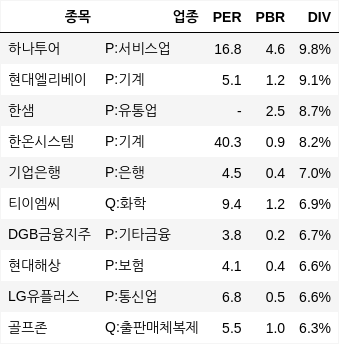 종목 업종 PER PBR DIV
하나투어 P:서비스업 16.8 4.6 9.8%
현대엘리베이 P:기계 5.1 1.2 9.1%
한샘 P:유통업 - 2.5 8.7%
한온시스템 P:기계 40.3 0.9 8.2%
기업은행 P:은행 4.5 0.4 7.0%
티이엠씨 Q:화학 9.4 1.2 6.9%
DGB금융지주 P:기타금융 3.8 0.2 6.7%
현대해상 P:보험 4.1 0.4 6.6%
LG유플러스 P:통신업 6.8 0.5 6.6%
골프존 Q:출판매체복제 5.5 1.0 6.3%